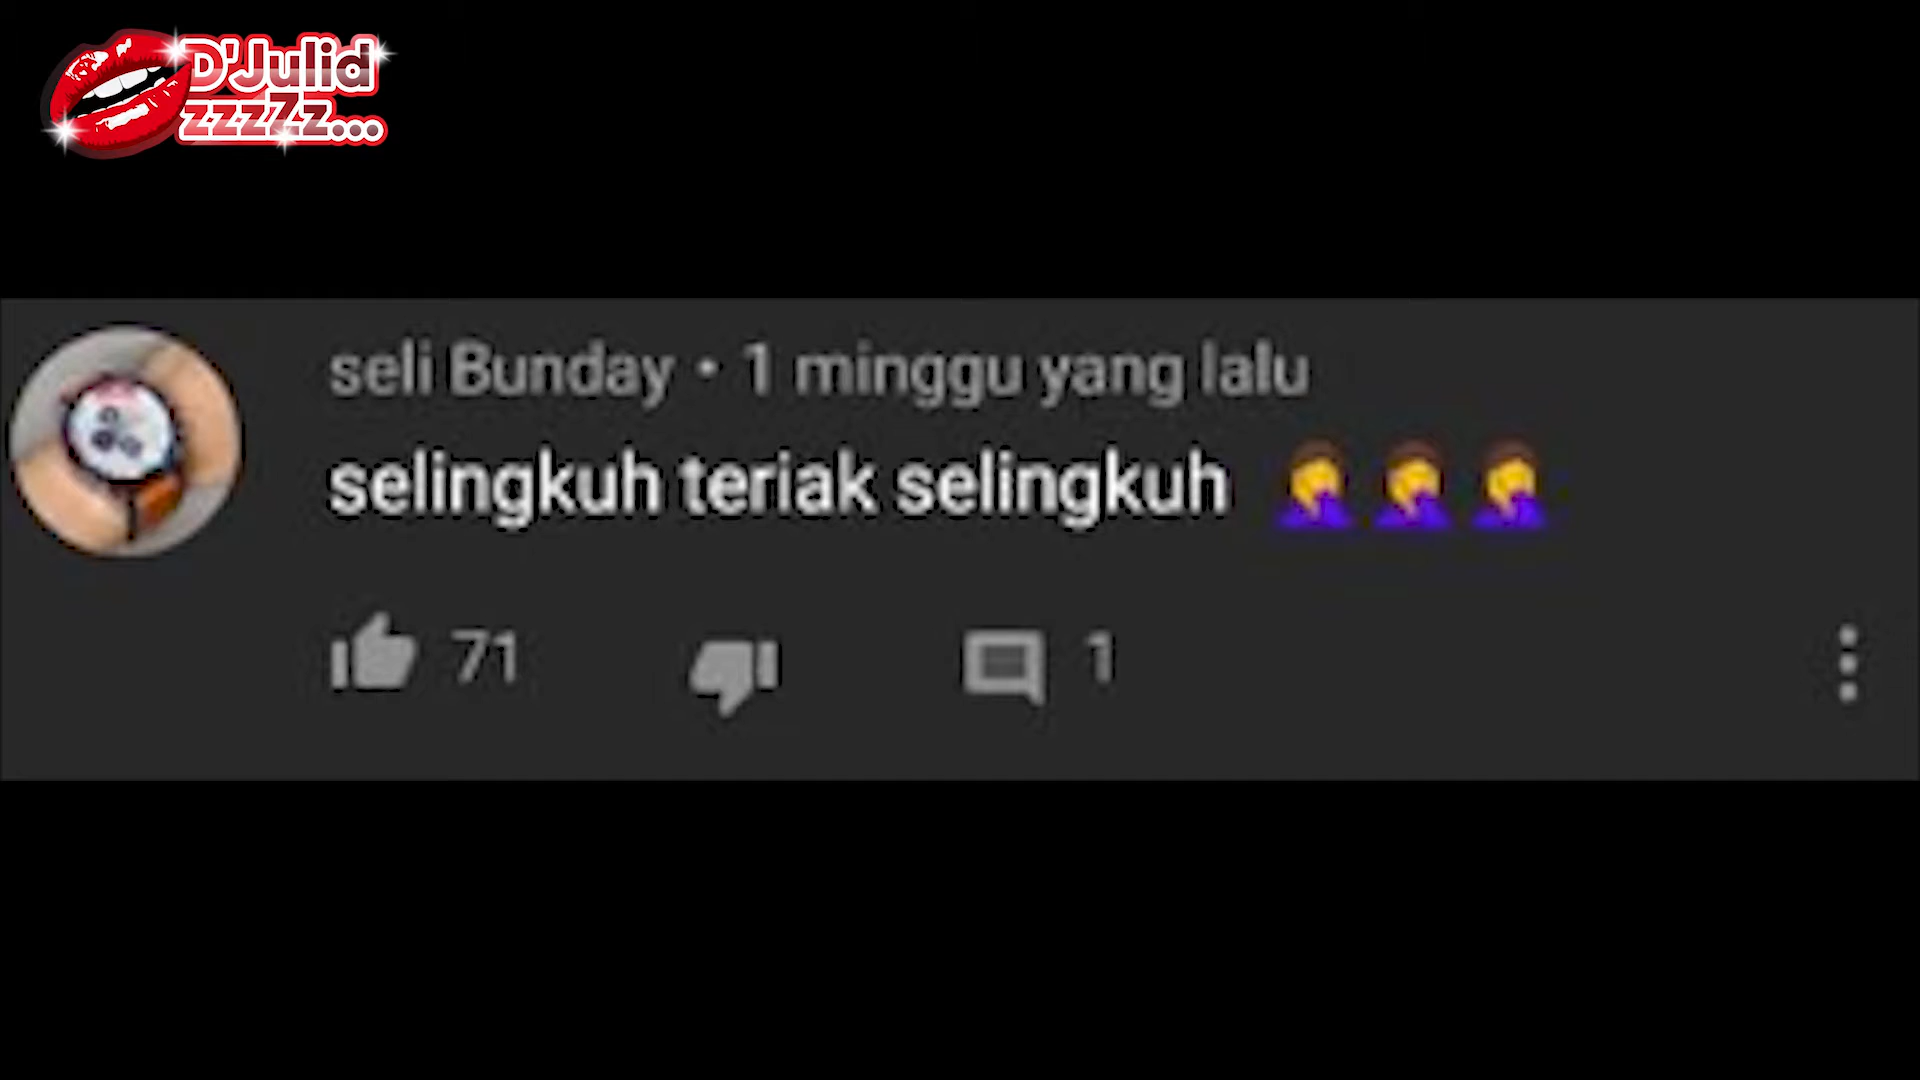 D'Julid
zzzZz...
seli Bunday • 1 minggu yang lalu
selingkuh teriak selingkuh 🤦‍♀️🤦‍♀️🤦‍♀️
71
1